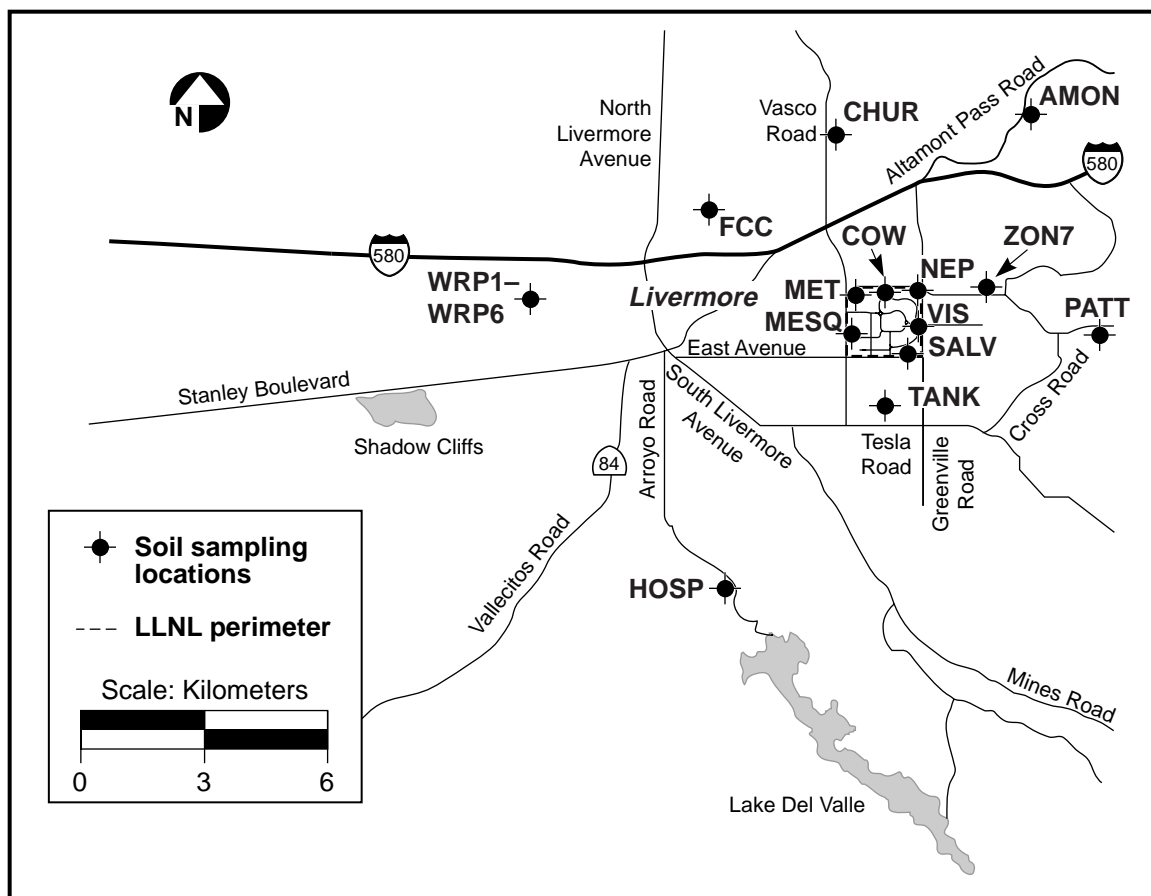 N
North
Livermore
Avenue
Vasco
Road
CHUR
Altamont Pass Road
AMON
580
FCC
COW
ZON7
580
WRP1–
WRP6
Livermore
MET
NEP
MESQ
VIS
PATT
East Avenue
SALV
Stanley Boulevard
Shadow Cliffs
South Livermore
Avenue
Arroyo Road
TANK
Tesla
Road
Greenville
Road
Cross Road
84
Vallecitos Road
HOSP
Mines Road
Lake Del Valle
Soil sampling
locations
LLNL perimeter
Scale: Kilometers
0 3 6